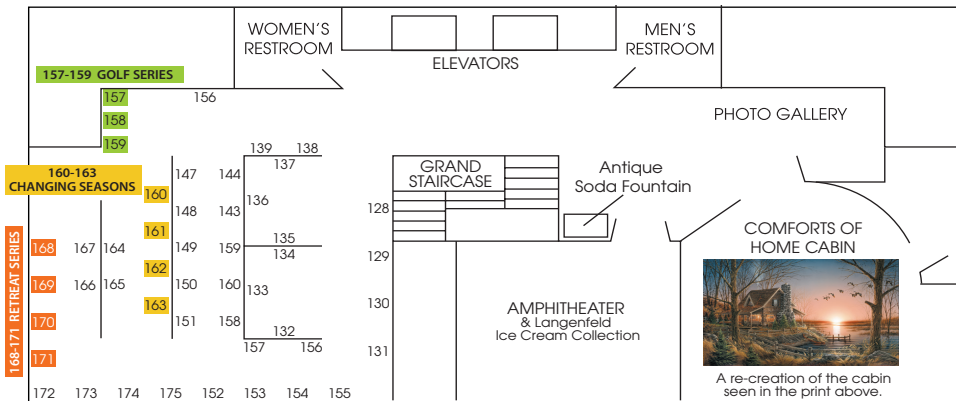 WOMEN'S
RESTROOM
ELEVATORS
MEN'S
RESTROOM
157-159 GOLF SERIES
157
156
158
159
PHOTO GALLERY
139 138
137
160-163
CHANGING SEASONS
147 144
160
136
148 143
161
135
149 159
134
162
150 160 133
163
151 158
132
157 156
168-171 RETREAT SERIES
168 167 164
169 166 165
170
171
172 173 174 175 152 153 154 155
GRAND
STAIRCASE
Antique
Soda Fountain
128
129
130
131
AMPHITHEATER
& Langenfeld
Ice Cream Collection
COMFORTS OF
HOME CABIN
A re-creation of the cabin
seen in the print above.